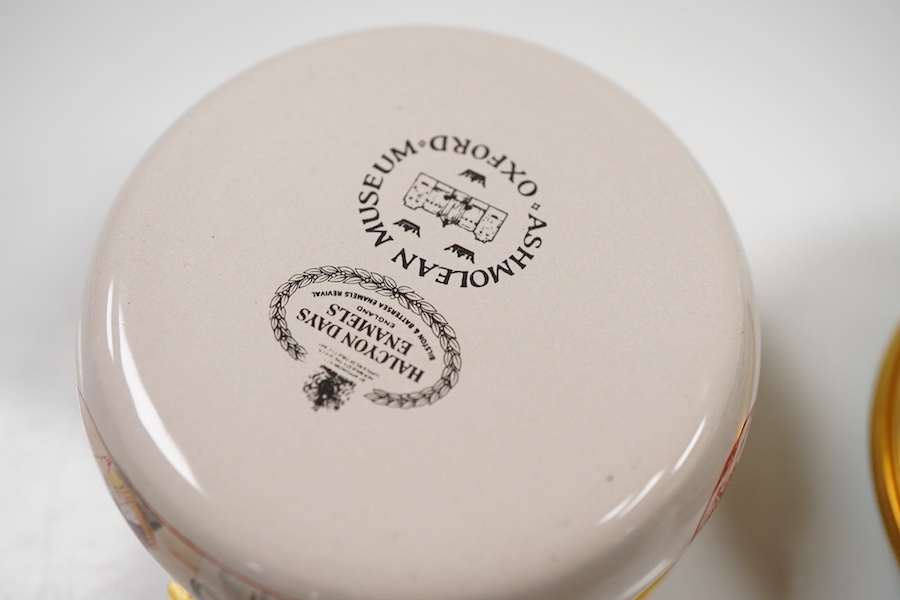 ASHMOLEAN MUSEUM · OXFORD ·
HALCYON DAYS
ENAMELS
ENGLAND
BILSTON & BATTERSEA ENAMELS REVIVAL